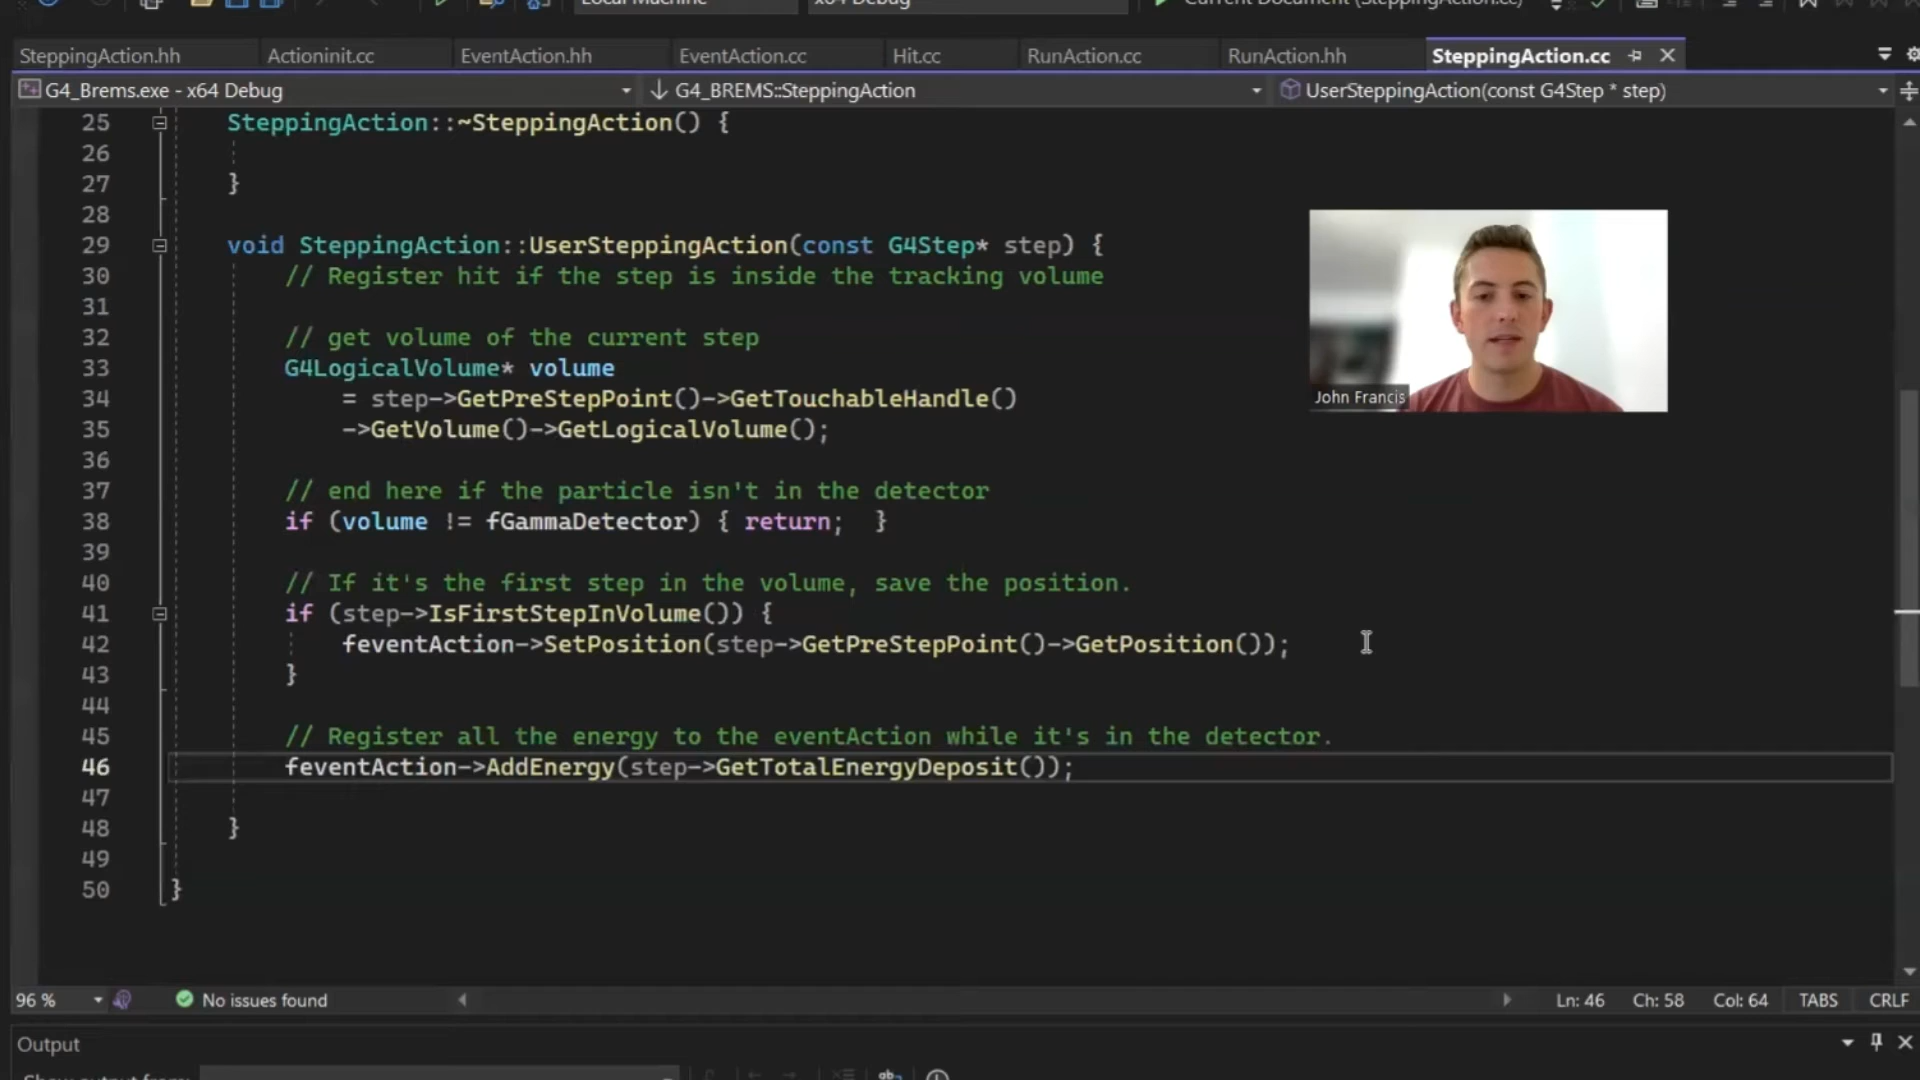 SteppingAction.hh Actioninit.cc EventAction.hh EventAction.cc Hit.cc RunAction.cc RunAction.hh SteppingAction.cc
G4_Brems.exe - x64 Debug G4_BREMS::SteppingAction UserSteppingAction(const G4Step * step)
25 SteppingAction::~SteppingAction() {
26
27 }
28
29 void SteppingAction::UserSteppingAction(const G4Step* step) {
30 // Register hit if the step is inside the tracking volume
31
32 // get volume of the current step
33 G4LogicalVolume* volume
34 = step->GetPreStepPoint()->GetTouchableHandle()
35 ->GetVolume()->GetLogicalVolume();
36
37 // end here if the particle isn't in the detector
38 if (volume != fGammaDetector) { return; }
39
40 // If it's the first step in the volume, save the position.
41 if (step->IsFirstStepInVolume()) {
42 feventAction->SetPosition(step->GetPreStepPoint()->GetPosition());
43 }
44
45 // Register all the energy to the eventAction while it's in the detector.
46 feventAction->AddEnergy(step->GetTotalEnergyDeposit());
47
48 }
49
50 }
John Francis
96 % No issues found Ln: 46 Ch: 58 Col: 64 TABS CRLF
Output